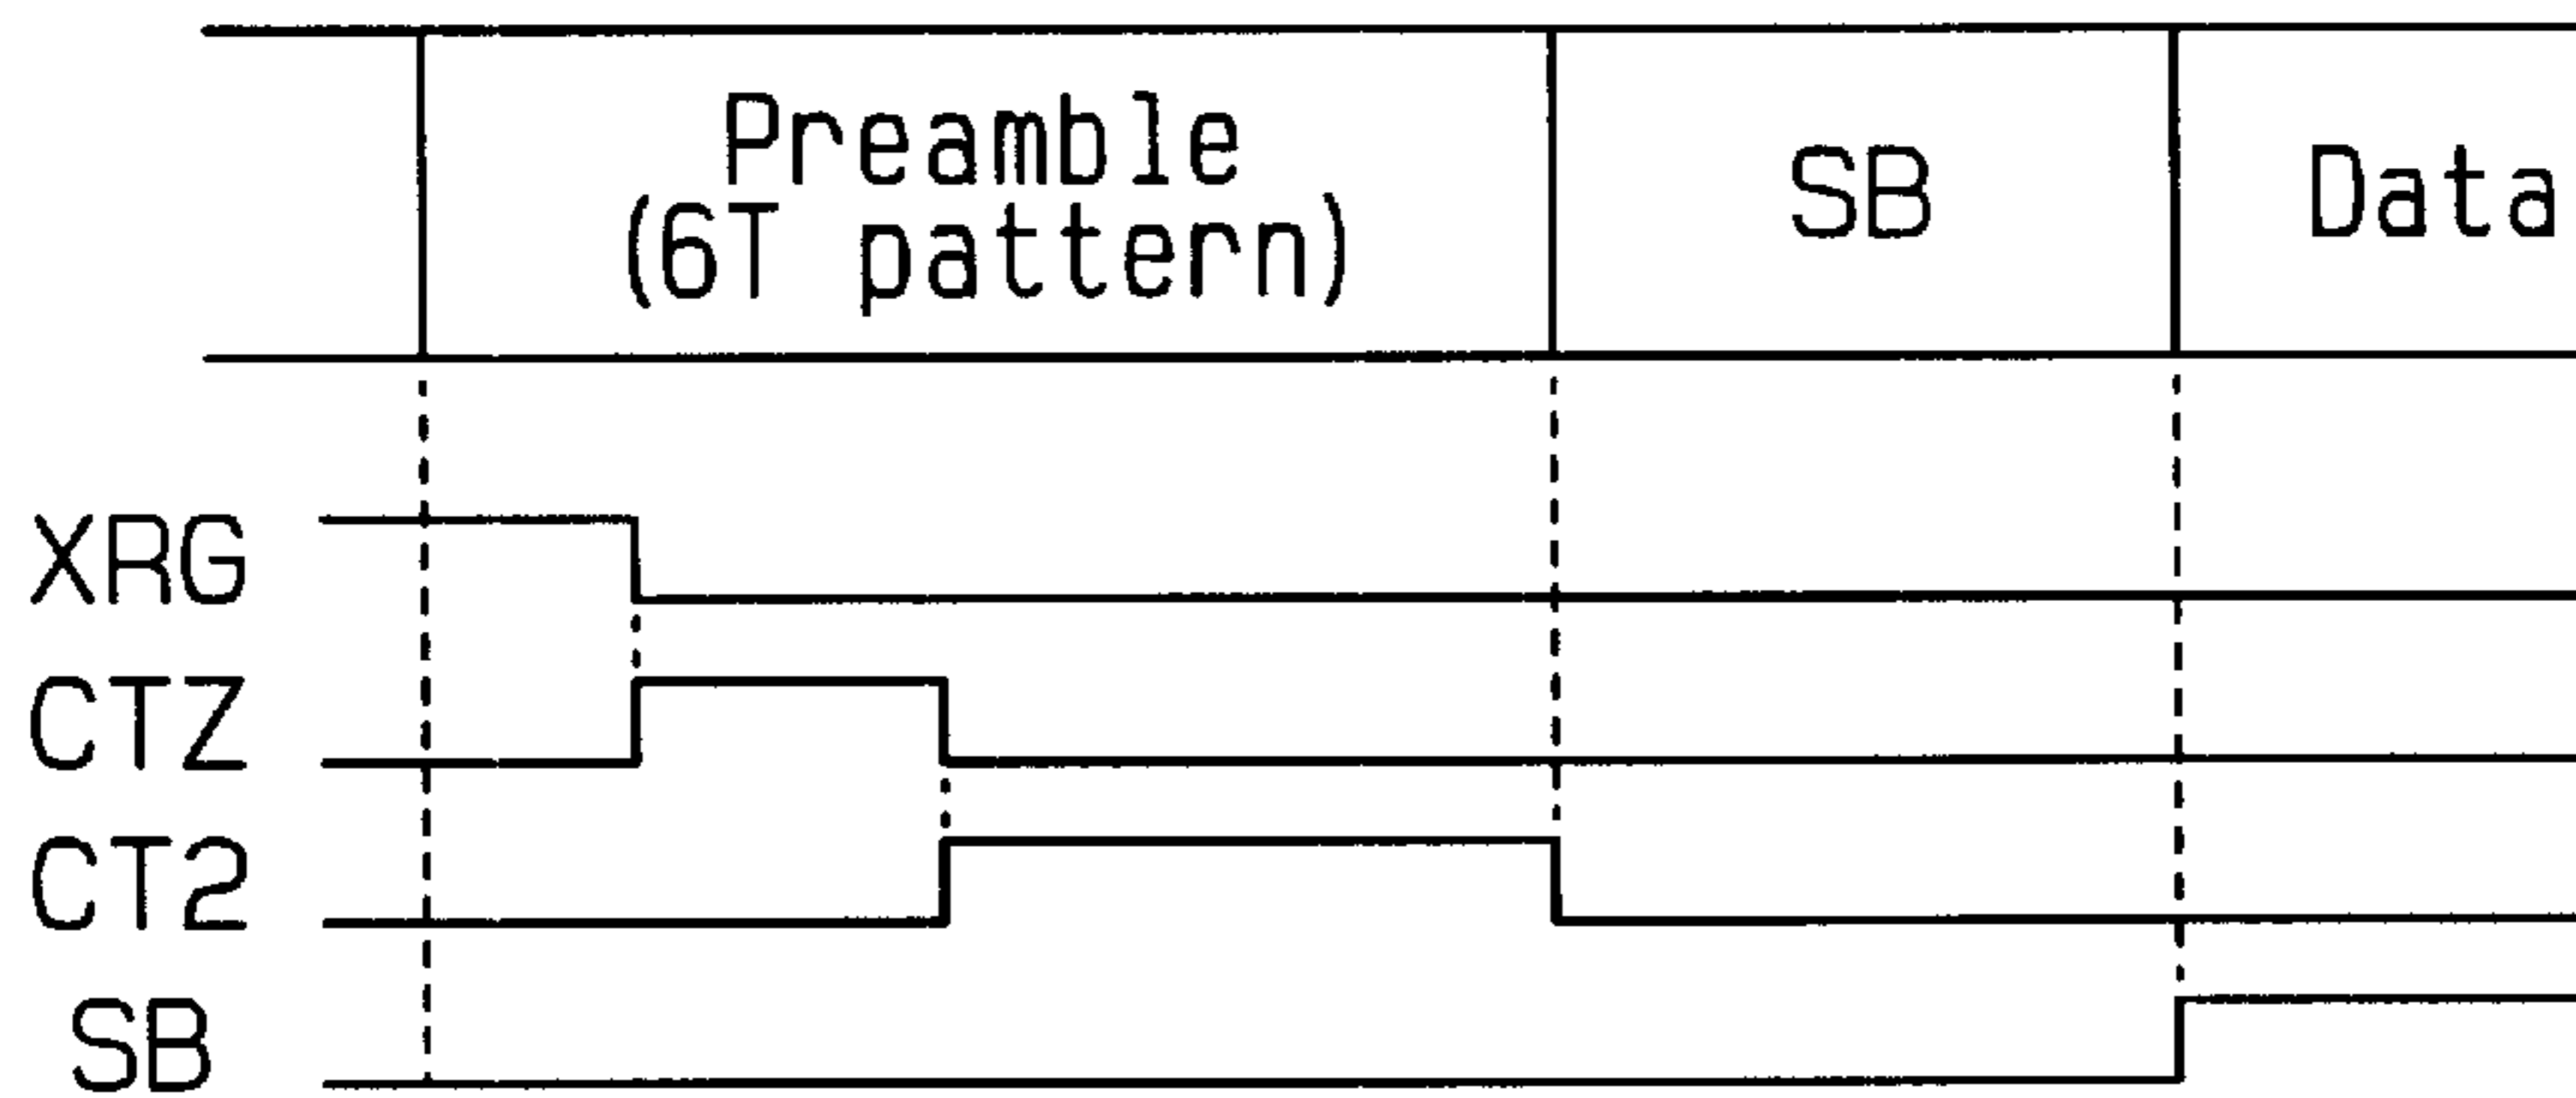 Preamble
(6T pattern)
SB
Data
XRG
CTZ
CT2
SB